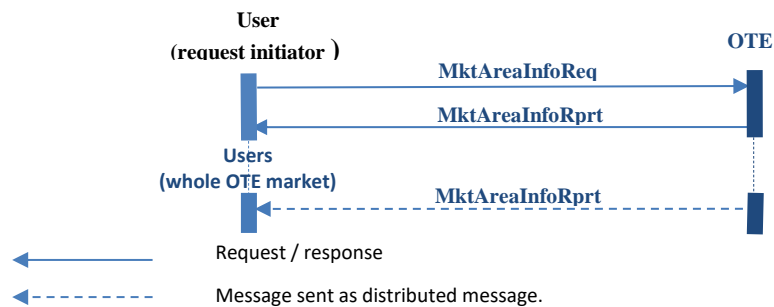 User
(request initiator )
OTE
MktAreaInfoReq
MktAreaInfoRprt
Users
(whole OTE market)
MktAreaInfoRprt
Request / response
Message sent as distributed message.